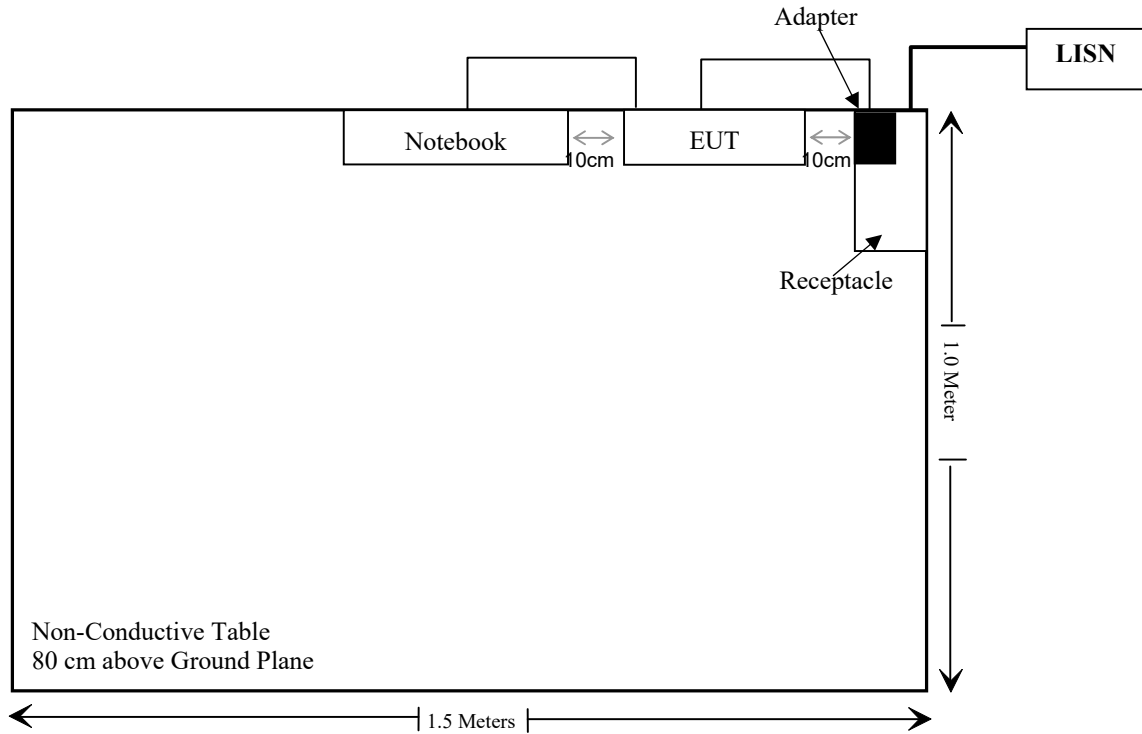 Adapter
LISN
Notebook
10cm
EUT
10cm
Receptacle
1.0 Meter
Non-Conductive Table
80 cm above Ground Plane
1.5 Meters